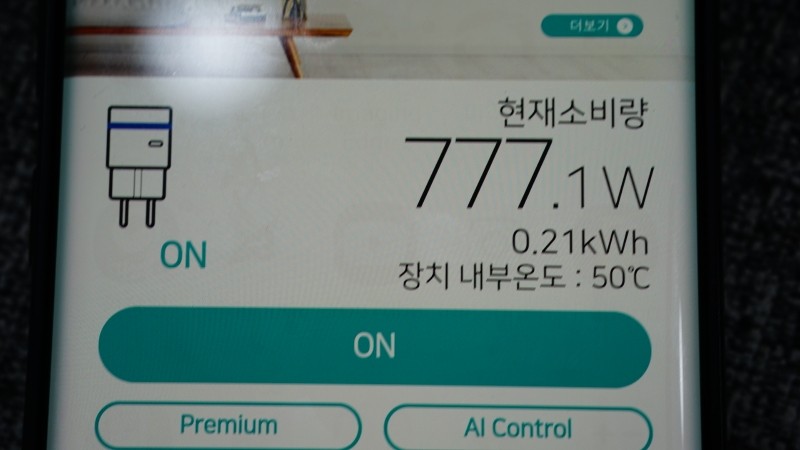 더보기
현재소비량
777.1W
0.21kWh
장치 내부온도 : 50℃
ON
ON
Premium
AI Control